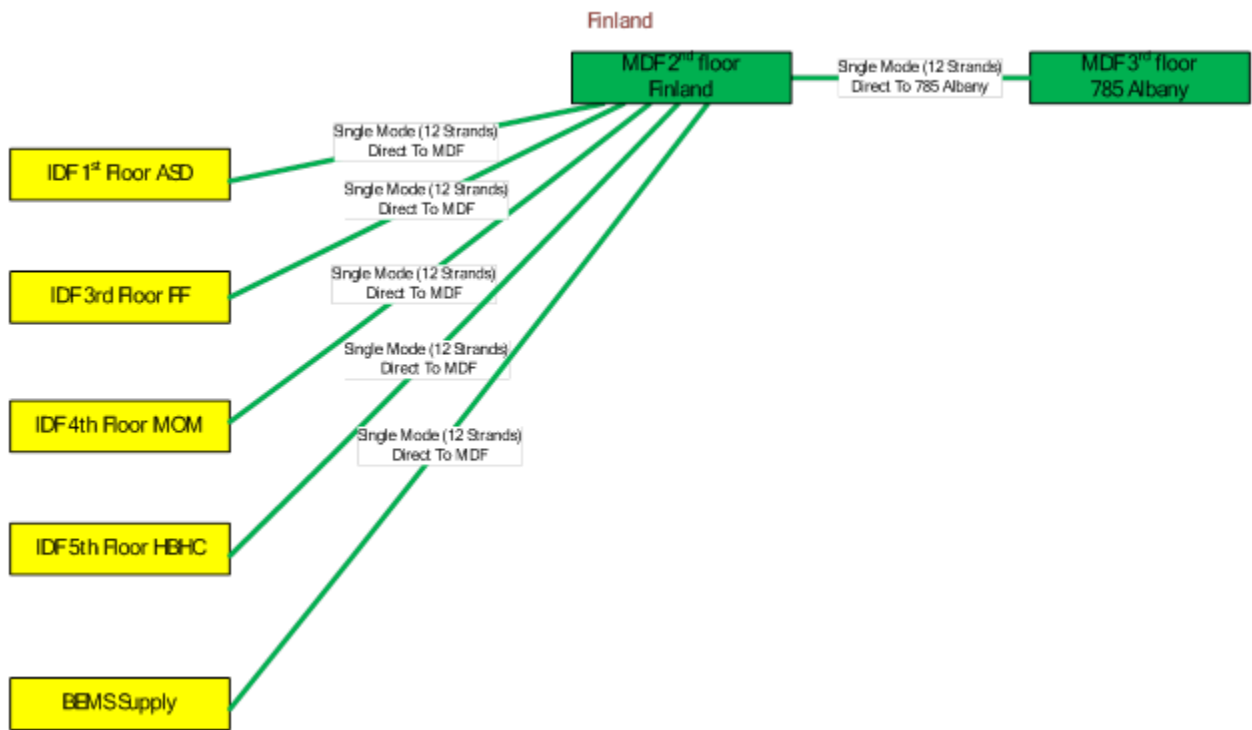 Finland
MDF 2nd floor
Finland
Single Mode (12 Strands)
Direct To 785 Albany
MDF 3rd floor
785 Albany
Single Mode (12 Strands)
Direct To MDF
IDF 1st Floor ASD
Single Mode (12 Strands)
Direct To MDF
IDF 3rd Floor FF
Single Mode (12 Strands)
Direct To MDF
Single Mode (12 Strands)
Direct To MDF
IDF 4th Floor MOM
Single Mode (12 Strands)
Direct To MDF
IDF 5th Floor HBHC
BEMS Supply